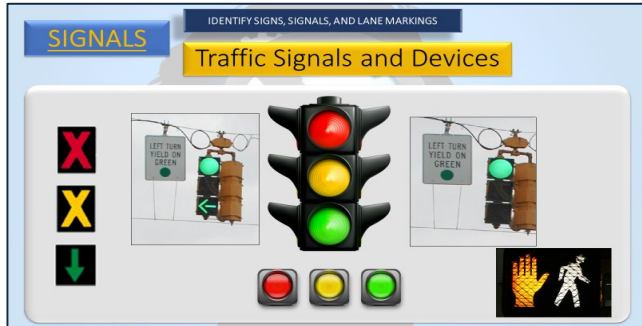 IDENTIFY SIGNS, SIGNALS, AND LANE MARKINGS
SIGNALS
Traffic Signals and Devices
LEFT TURN
YIELD ON
GREEN
LEFT TURN
YIELD ON
GREEN